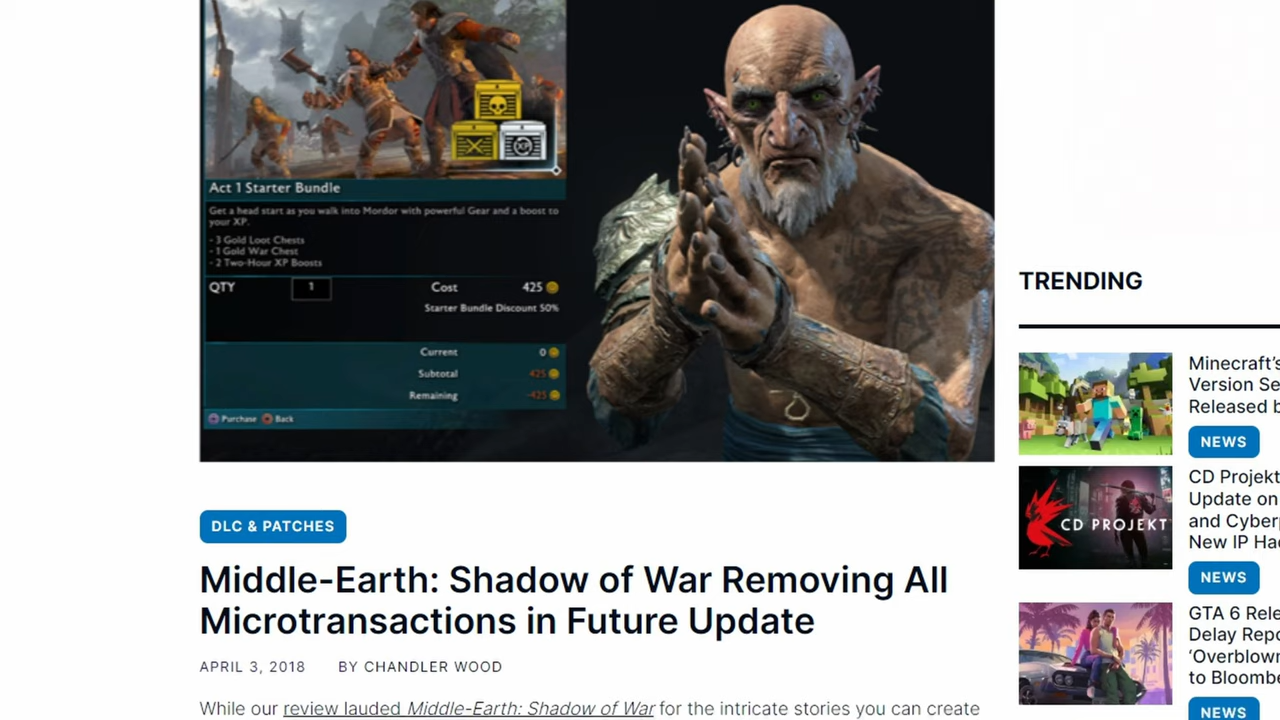 Act 1 Starter Bundle
Get a head start as you walk into Mordor with powerful Gear and a boost to
your XP.
- 3 Gold Loot Chests
- 1 Gold War Chest
- 2 Two-Hour XP Boosts
QTY 1 Cost 425
Starter Bundle Discount 50%
Current 0
Subtotal 425
Remaining -425
Purchase Back
XP
DLC & PATCHES
Middle-Earth: Shadow of War Removing All
Microtransactions in Future Update
APRIL 3, 2018 BY CHANDLER WOOD
While our review lauded Middle-Earth: Shadow of War for the intricate stories you can create
TRENDING
Minecraft's
Version Se
Released b
NEWS
CD PROJEKT
CD Projekt
Update on
and Cyberp
New IP Ha
NEWS
GTA 6 Rele
Delay Repo
'Overblown
to Bloombe
NEWS